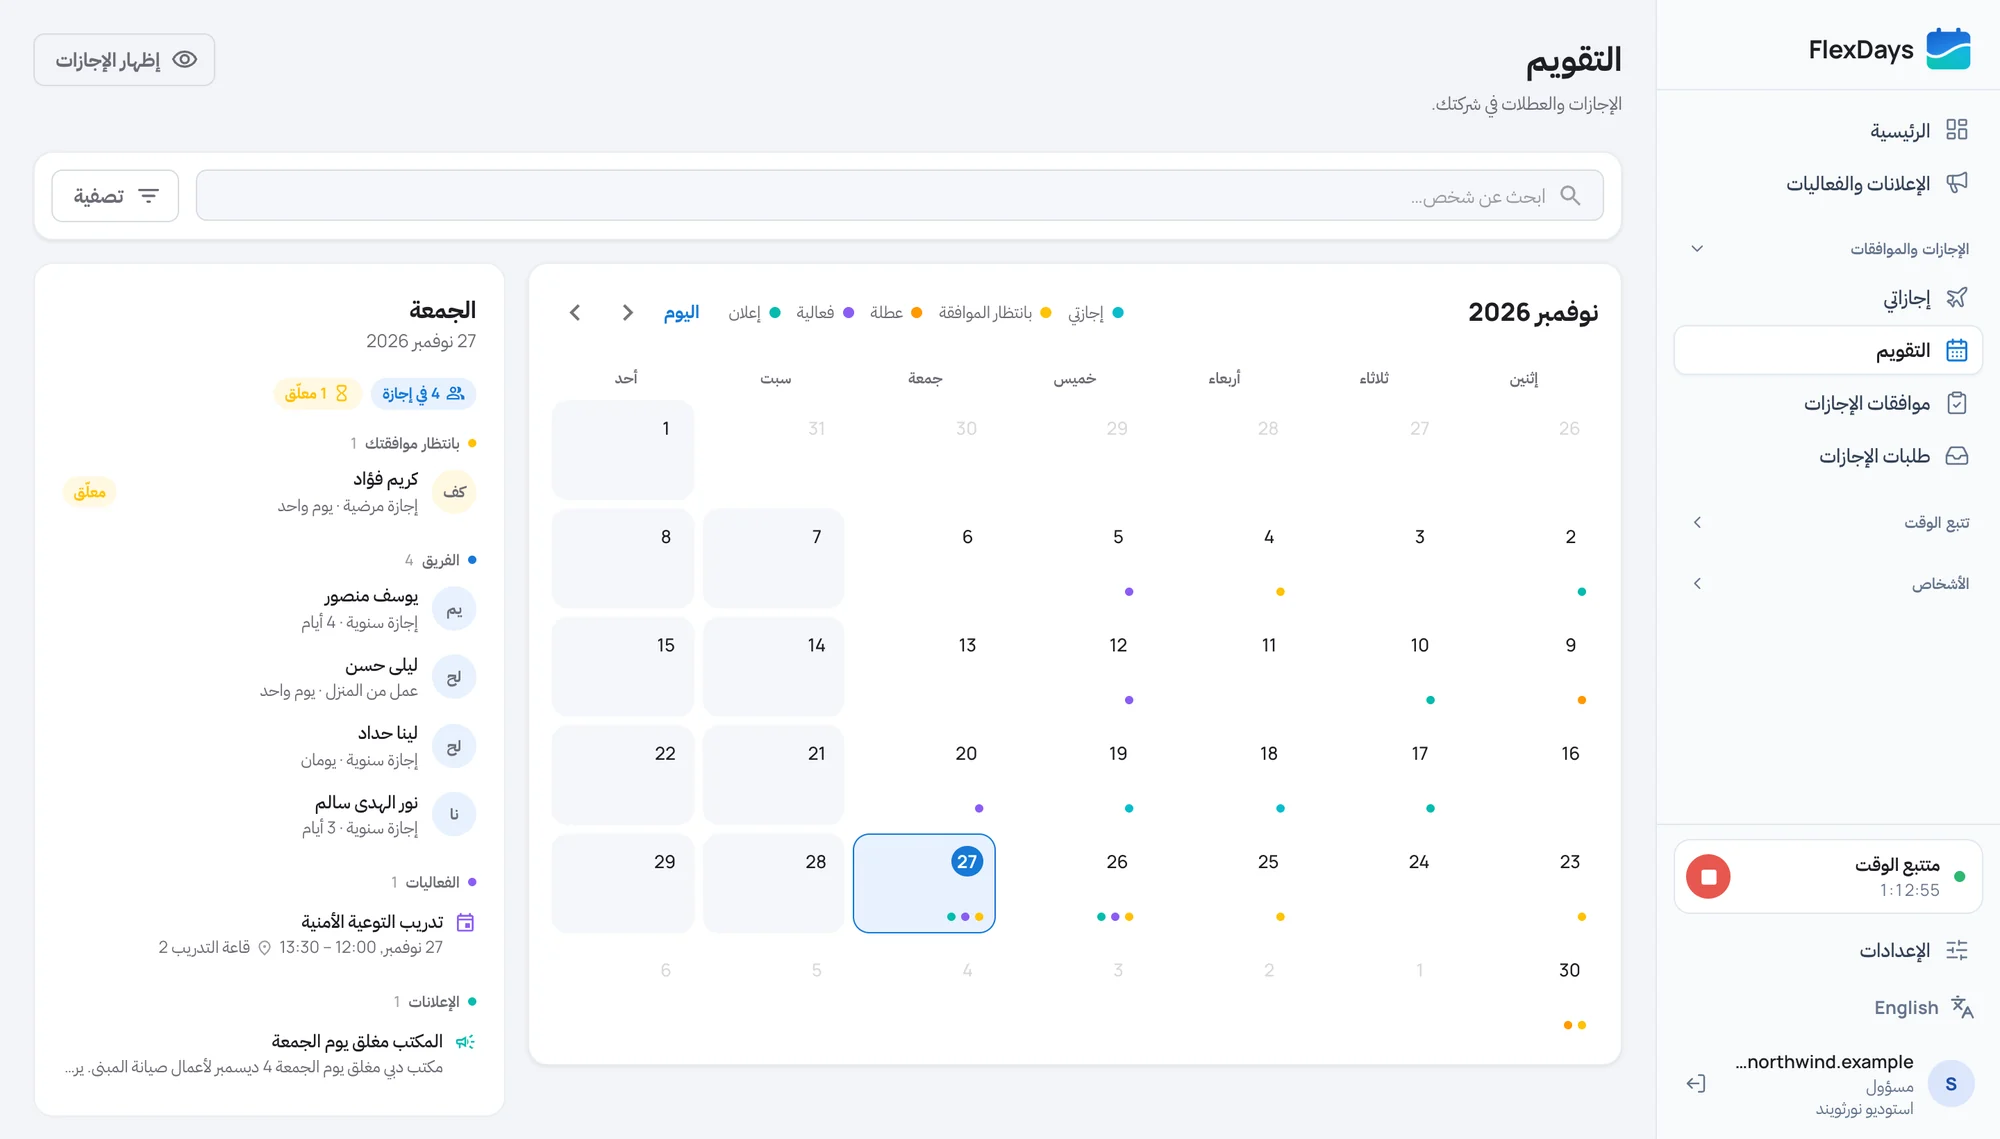 FlexDays
الرئيسية
الإعلانات والفعاليات
الإجازات والموافقات
إجازاتي
التقويم
موافقات الإجازات
طلبات الإجازات
تتبع الوقت
الأشخاص
متتبع الوقت
1:12:55
الإعدادات
English
S
northwind.example...
مسؤول
استوديو نورثويند
التقويم
الإجازات والعطلات في شركتك.
إظهار الإجازات
ابحث عن شخص...
تصفية
نوفمبر 2026
إجازتي
بانتظار الموافقة
عطلة
فعالية
إعلان
اليوم
إثنين ثلاثاء أربعاء خميس جمعة سبت أحد
26 27 28 29 30 31 1
2 3 4 5 6 7 8
9 10 11 12 13 14 15
16 17 18 19 20 21 22
23 24 25 26 27 28 29
30 1 2 3 4 5 6
الجمعة
27 نوفمبر 2026
4 في إجازة
1 معلّق
بانتظار موافقتك 1
كف
كريم فؤاد
إجازة مرضية · يوم واحد
معلّق
الفريق 4
يم
يوسف منصور
إجازة سنوية · 4 أيام
لح
ليلى حسن
عمل من المنزل · يوم واحد
لح
لينا حداد
إجازة سنوية · يومان
نا
نور الهدى سالم
إجازة سنوية · 3 أيام
الفعاليات 1
تدريب التوعية الأمنية
27 نوفمبر, 12:00 – 13:30 قاعة التدريب 2
الإعلانات 1
المكتب مغلق يوم الجمعة
مكتب دبي مغلق يوم الجمعة 4 ديسمبر لأعمال صيانة المبنى. ير...